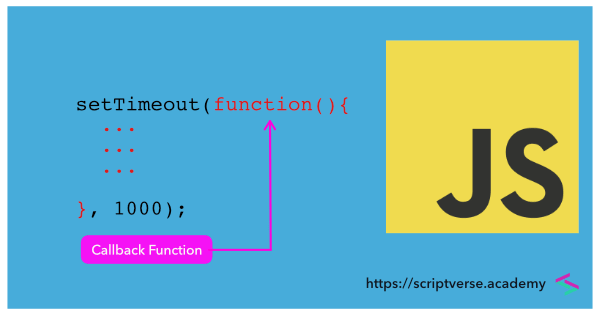 setTimeout(function(){
...
...
...
}, 1000);
Callback Function
JS
https://scriptverse.academy